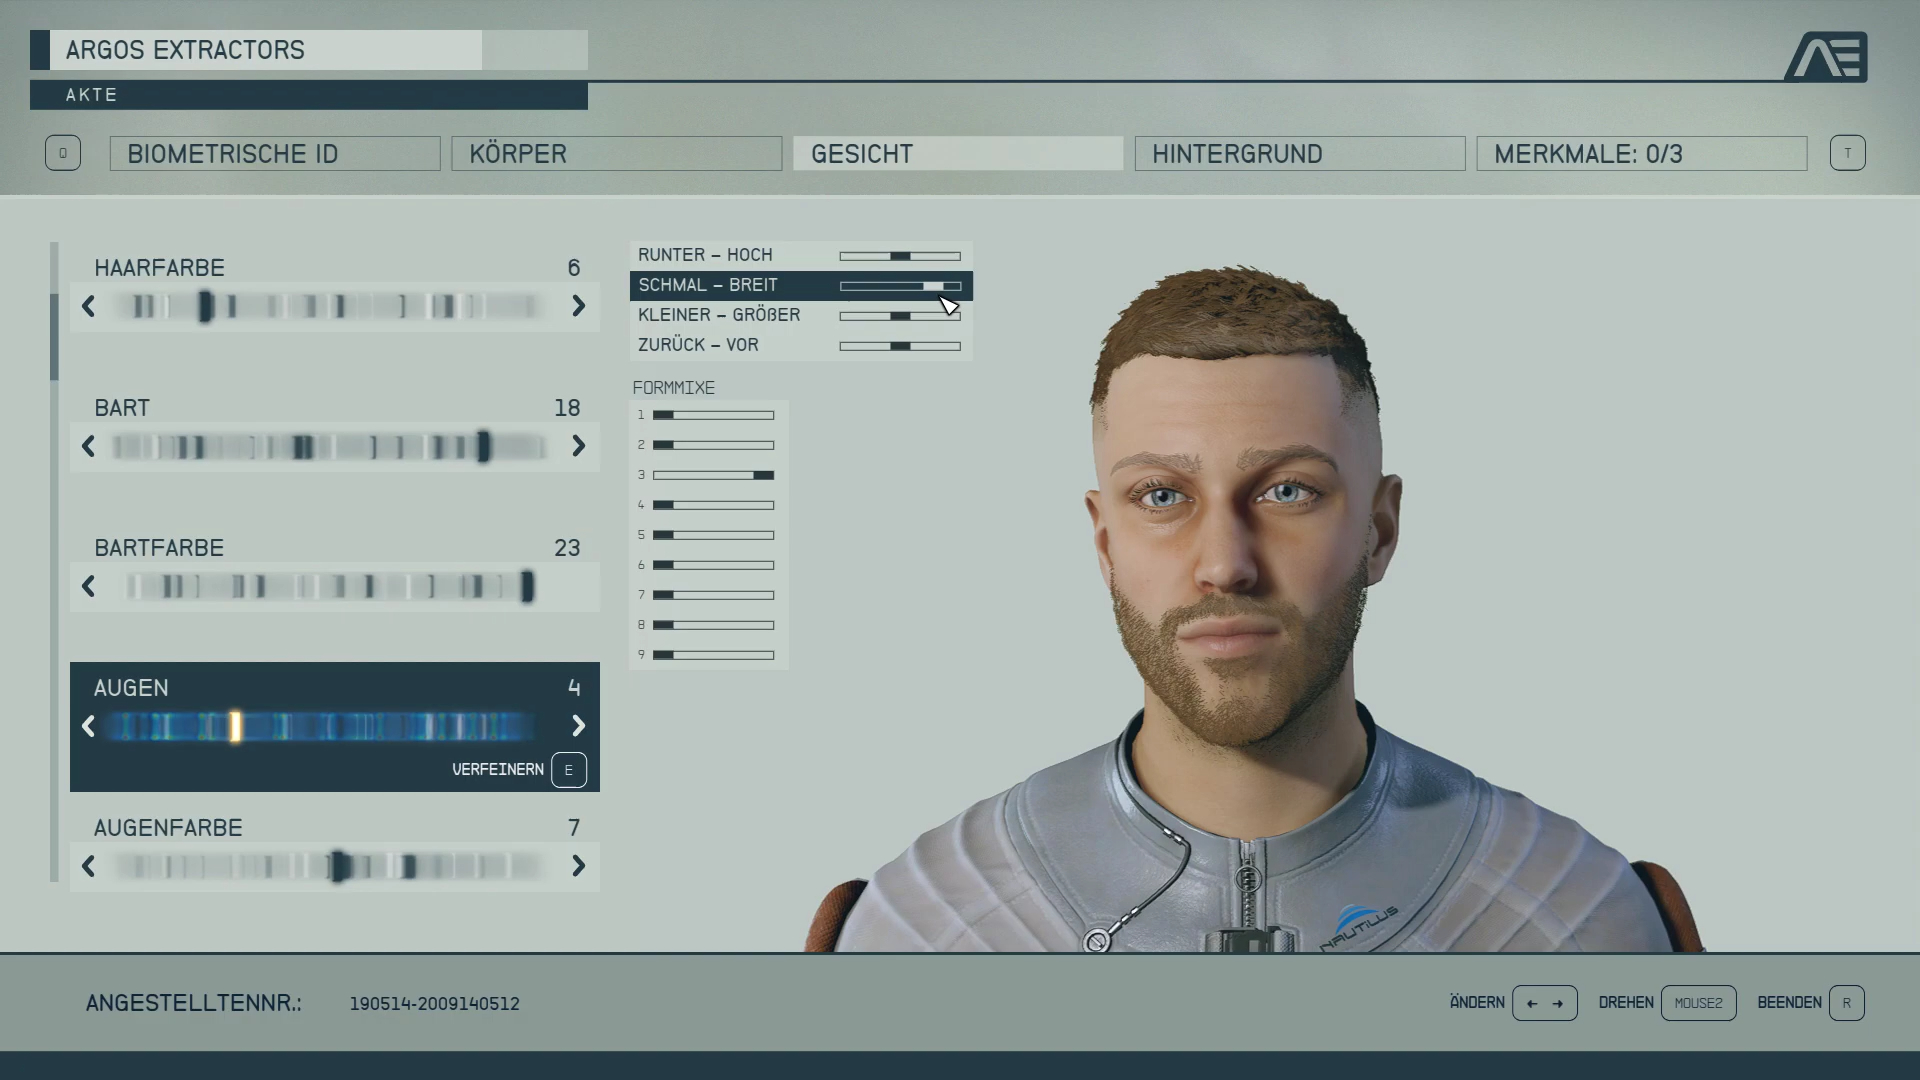 ARGOS EXTRACTORS
AKTE
Q
BIOMETRISCHE ID
KÖRPER
GESICHT
HINTERGRUND
MERKMALE: 0/3
T
HAARFARBE 6
BART 18
BARTFARBE 23
AUGEN 4
VERFEINERN E
AUGENFARBE 7
RUNTER – HOCH
SCHMAL – BREIT
KLEINER – GRÖßER
ZURÜCK – VOR
FORMMIXE
1
2
3
4
5
6
7
8
9
NAUTILUS
ANGESTELLTENNR.: 190514-2009140512
ÄNDERN ← →
DREHEN MOUSE2
BEENDEN R